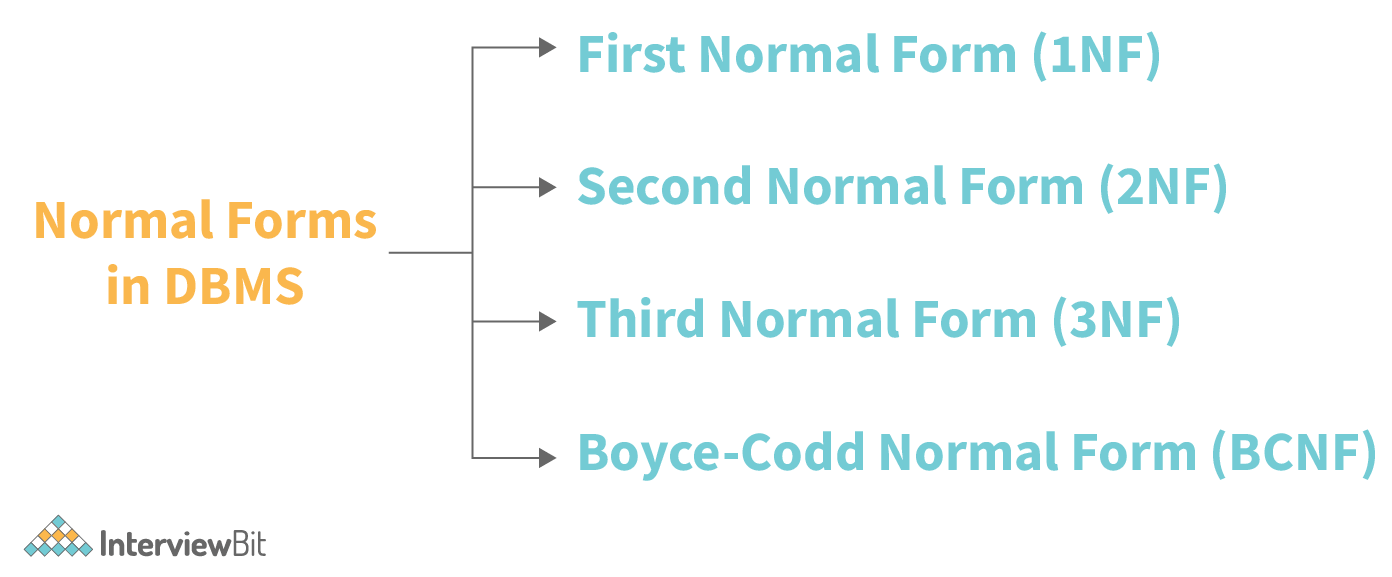 First Normal Form (1NF)
Second Normal Form (2NF)
Normal Forms
in DBMS
Third Normal Form (3NF)
Boyce-Codd Normal Form (BCNF)
InterviewBit